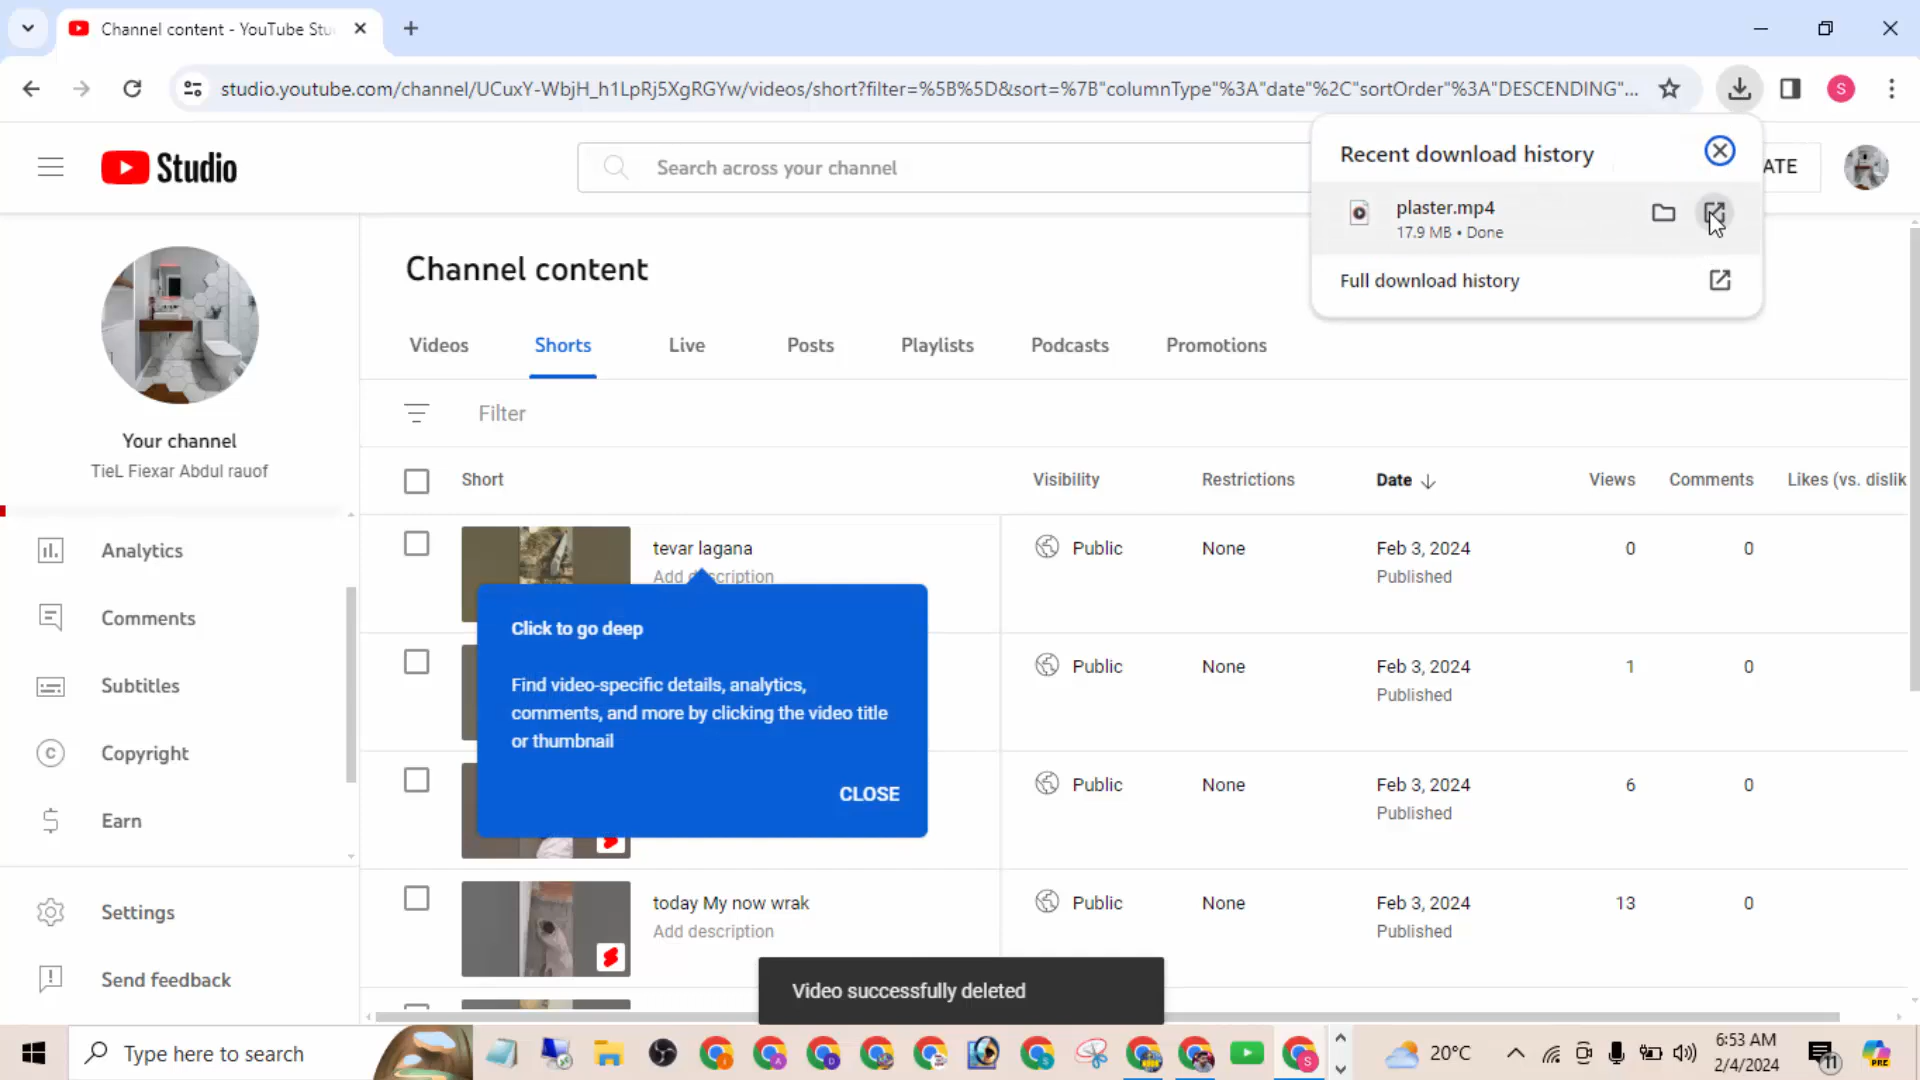 Channel content - YouTube Stu
studio.youtube.com/channel/UCuxY-WbjH_h1LpRj5XgRGYw/videos/short?filter=%5B%5D&sort=%7B"columnType"%3A"date"%2C"sortOrder"%3A"DESCENDING"...
S
Recent download history
plaster.mp4
17.9 MB • Done
Full download history
Studio
Search across your channel
ATE
Channel content
Videos
Shorts
Live
Posts
Playlists
Podcasts
Promotions
Filter
Your channel
TieL Fiexar Abdul rauof
Analytics
Comments
Subtitles
Copyright
Earn
Settings
Send feedback
Short
Visibility
Restrictions
Date
Views
Comments
Likes (vs. dislik
tevar lagana
Public
None
Feb 3, 2024
0
0
Add description
Published
Click to go deep
Find video-specific details, analytics,
comments, and more by clicking the video title
or thumbnail
CLOSE
Public
None
Feb 3, 2024
1
0
Published
Public
None
Feb 3, 2024
6
0
Published
today My now wrak
Public
None
Feb 3, 2024
13
0
Add description
Published
Video successfully deleted
Type here to search
20°C
6:53 AM
2/4/2024
11
PRE